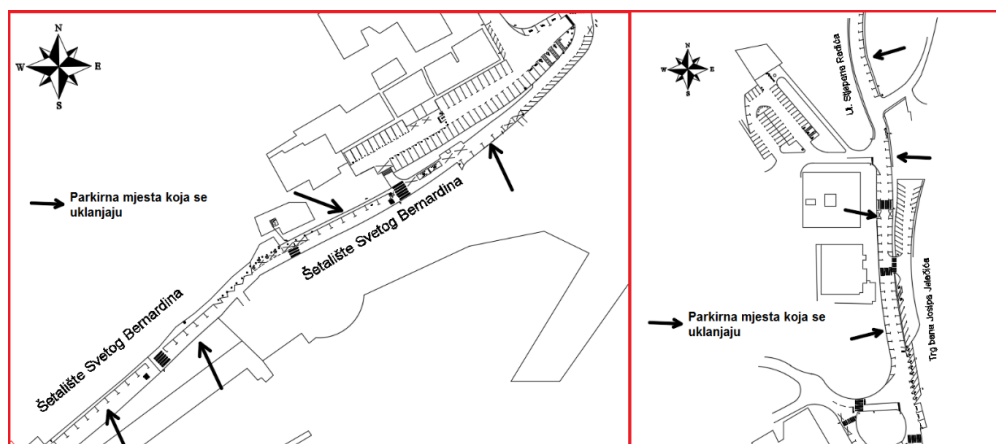 N
W
E
S
Parkirna mjesta koja se
uklanjaju
Šetalište Svetog Bernardina
Šetalište Svetog Bernardina
N
W
E
S
Ul. Stjepana Radića
Parkirna mjesta koja se
uklanjaju
Trg bana Josipa Jelačića